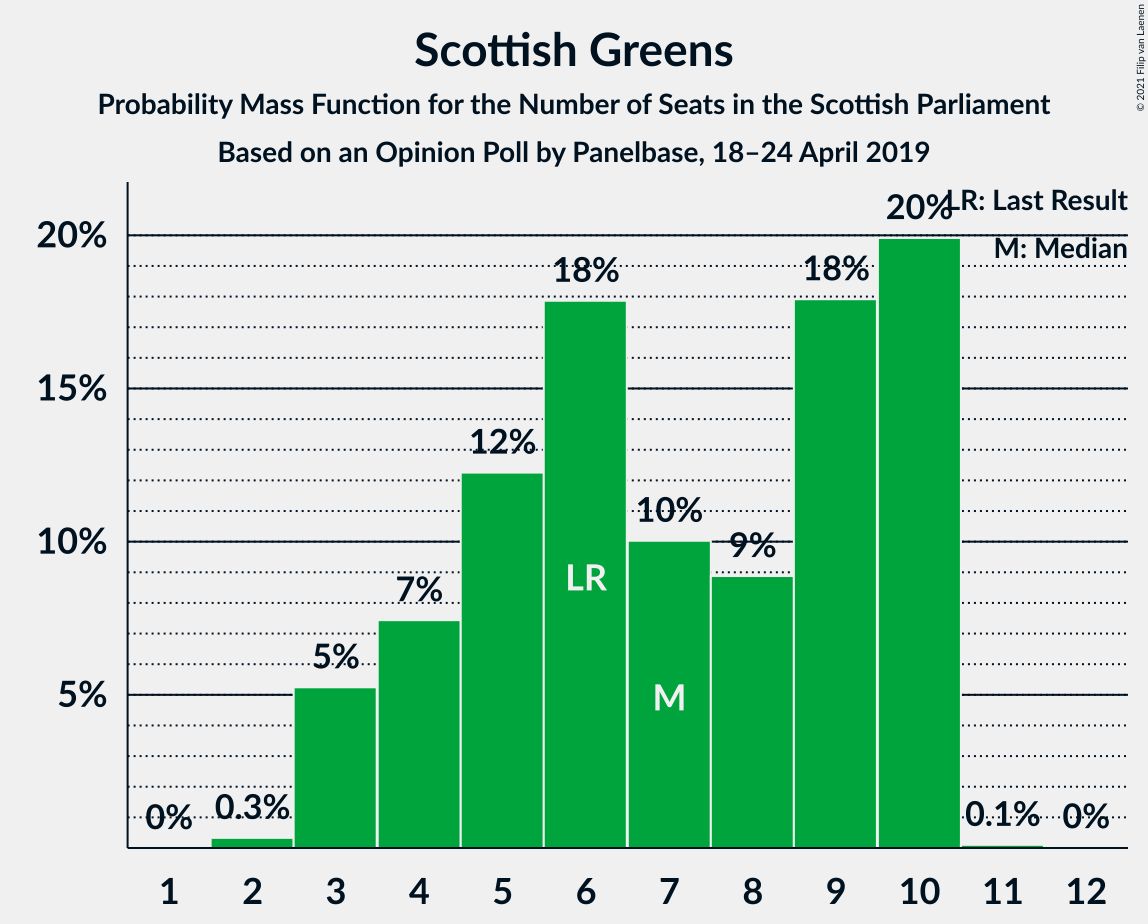 Scottish Greens
Probability Mass Function for the Number of Seats in the Scottish Parliament
Based on an Opinion Poll by Panelbase, 18–24 April 2019
© 2021 Filip van Laenen
LR: Last Result
M: Median
20%
15%
10%
5%
0%
0.3%
5%
7%
12%
18%
10%
9%
18%
20%
0.1%
0%
LR
M
1 2 3 4 5 6 7 8 9 10 11 12